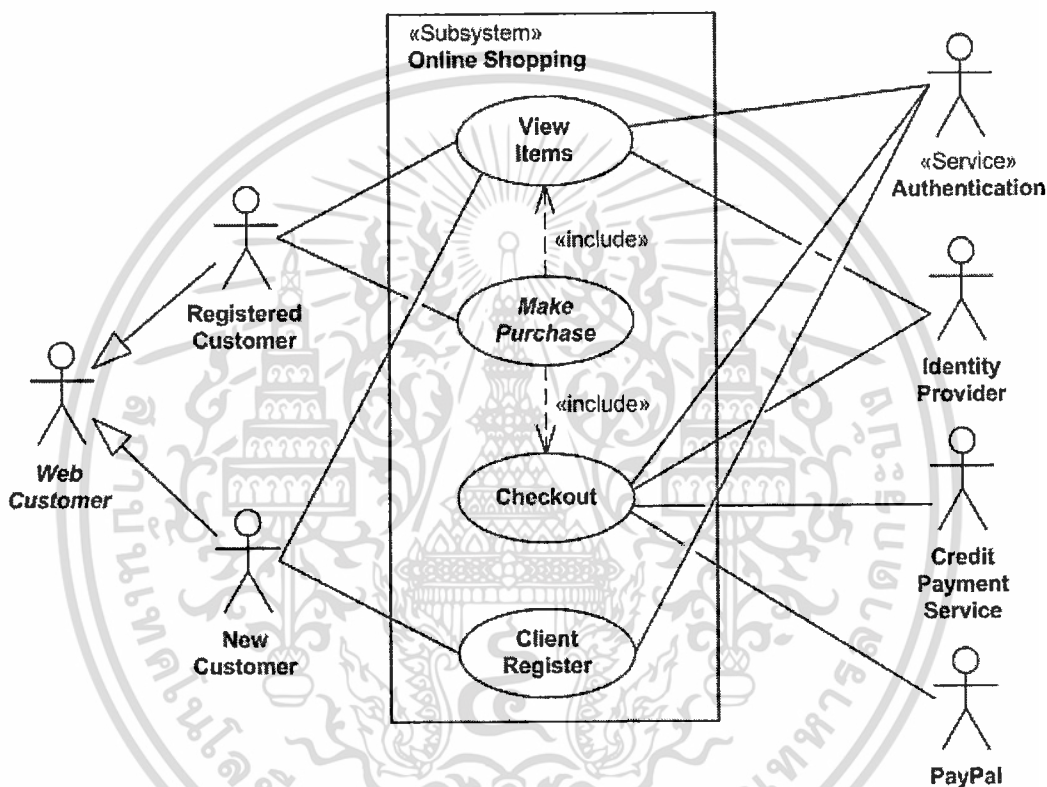 «Subsystem»
Online Shopping
View
Items
«include»
Make
Purchase
«include»
Checkout
Client
Register
Registered
Customer
Web
Customer
New
Customer
«Service»
Authentication
Identity
Provider
Credit
Payment
Service
PayPal